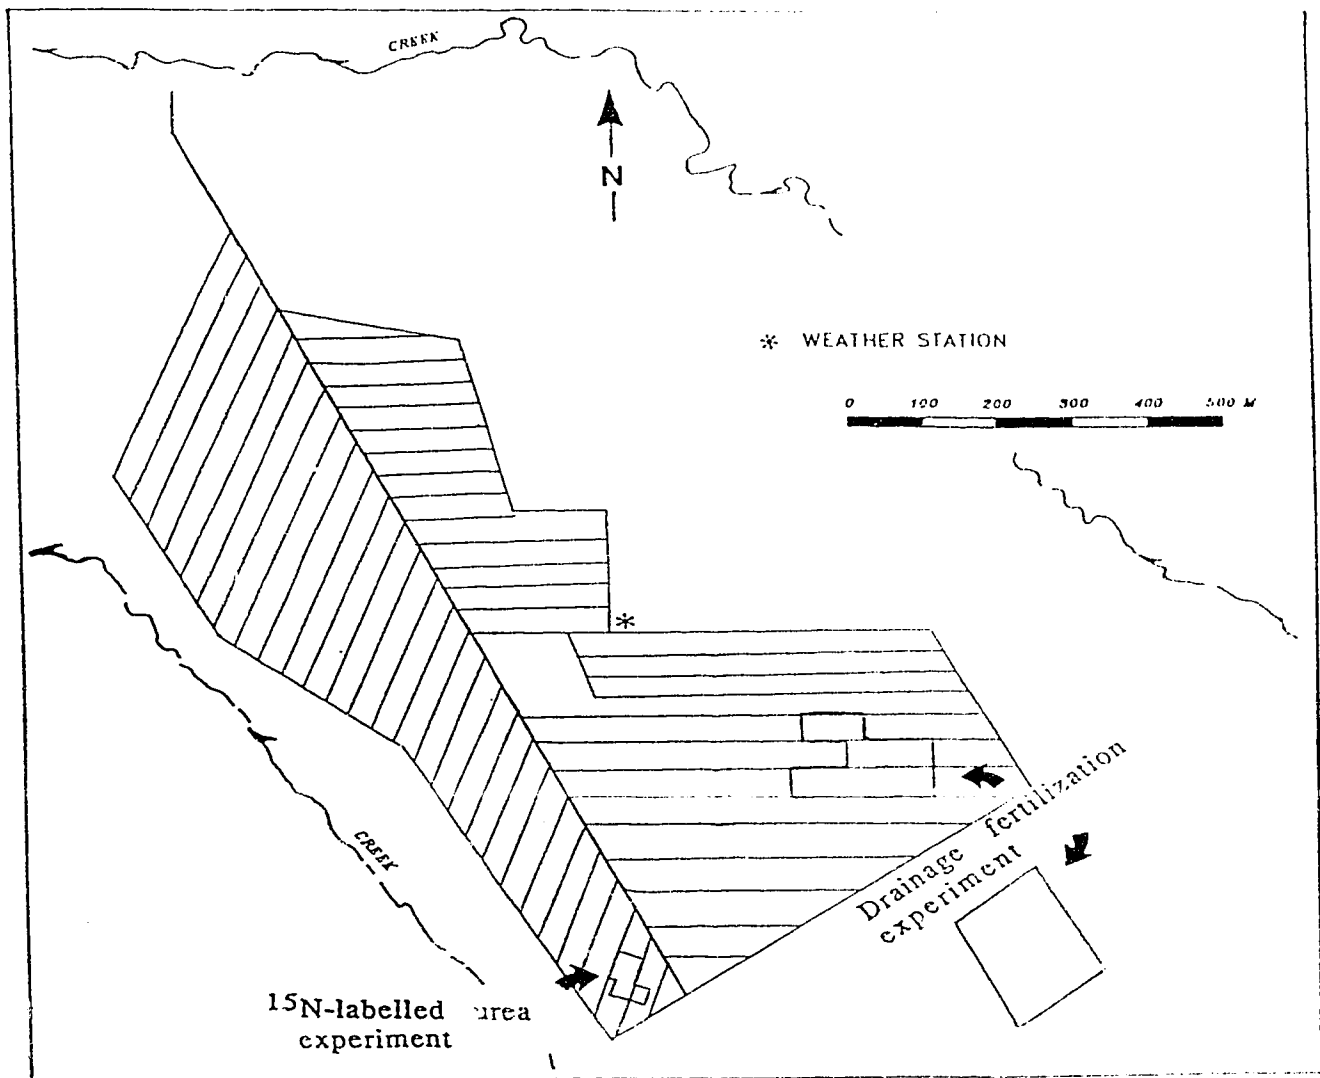 CREEK
N
* WEATHER STATION
0 100 200 300 400 500 M
*
Drainage fertilization
experiment
CREEK
15N-labelled urea
experiment